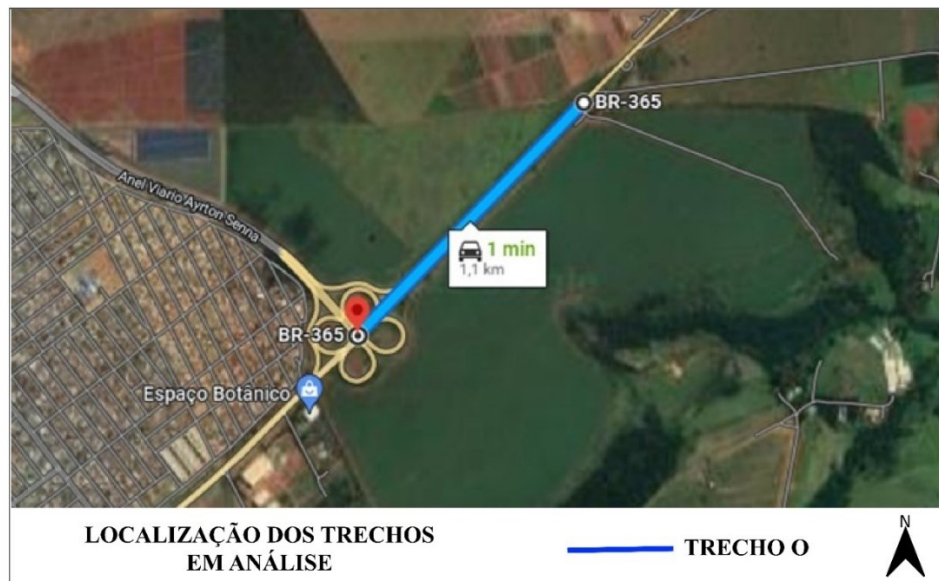 BR-365
Anel Viario Ayrton Senna
1 min
1,1 km
BR-365
Espaço Botânico
LOCALIZAÇÃO DOS TRECHOS
EM ANÁLISE
TRECHO O
N